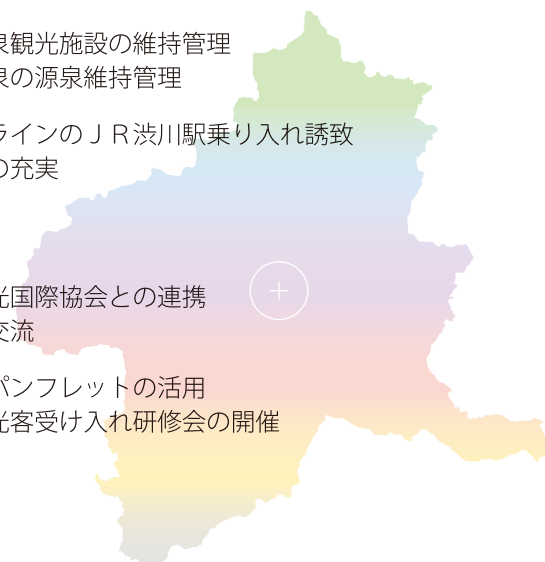 泉観光施設の維持管理
泉の源泉維持管理
ラインのＪＲ渋川駅乗り入れ誘致
の充実
光国際協会との連携
交流
パンフレットの活用
光客受け入れ研修会の開催